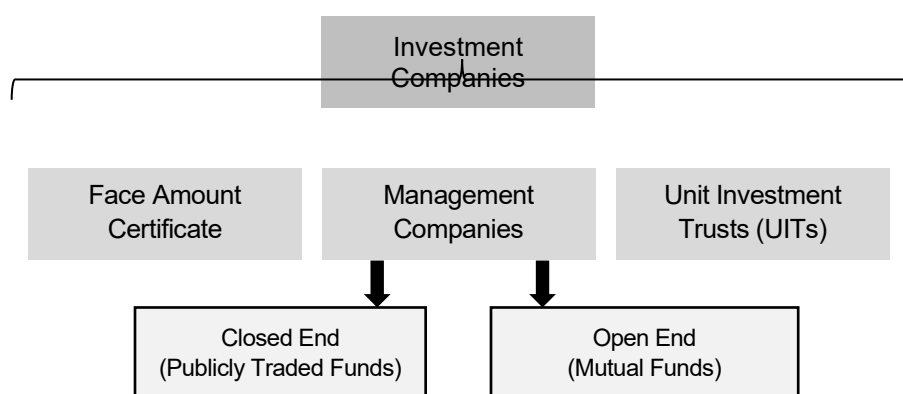 Investment
Companies
Face Amount
Certificate
Management
Companies
Unit Investment
Trusts (UITs)
Closed End
(Publicly Traded Funds)
Open End
(Mutual Funds)